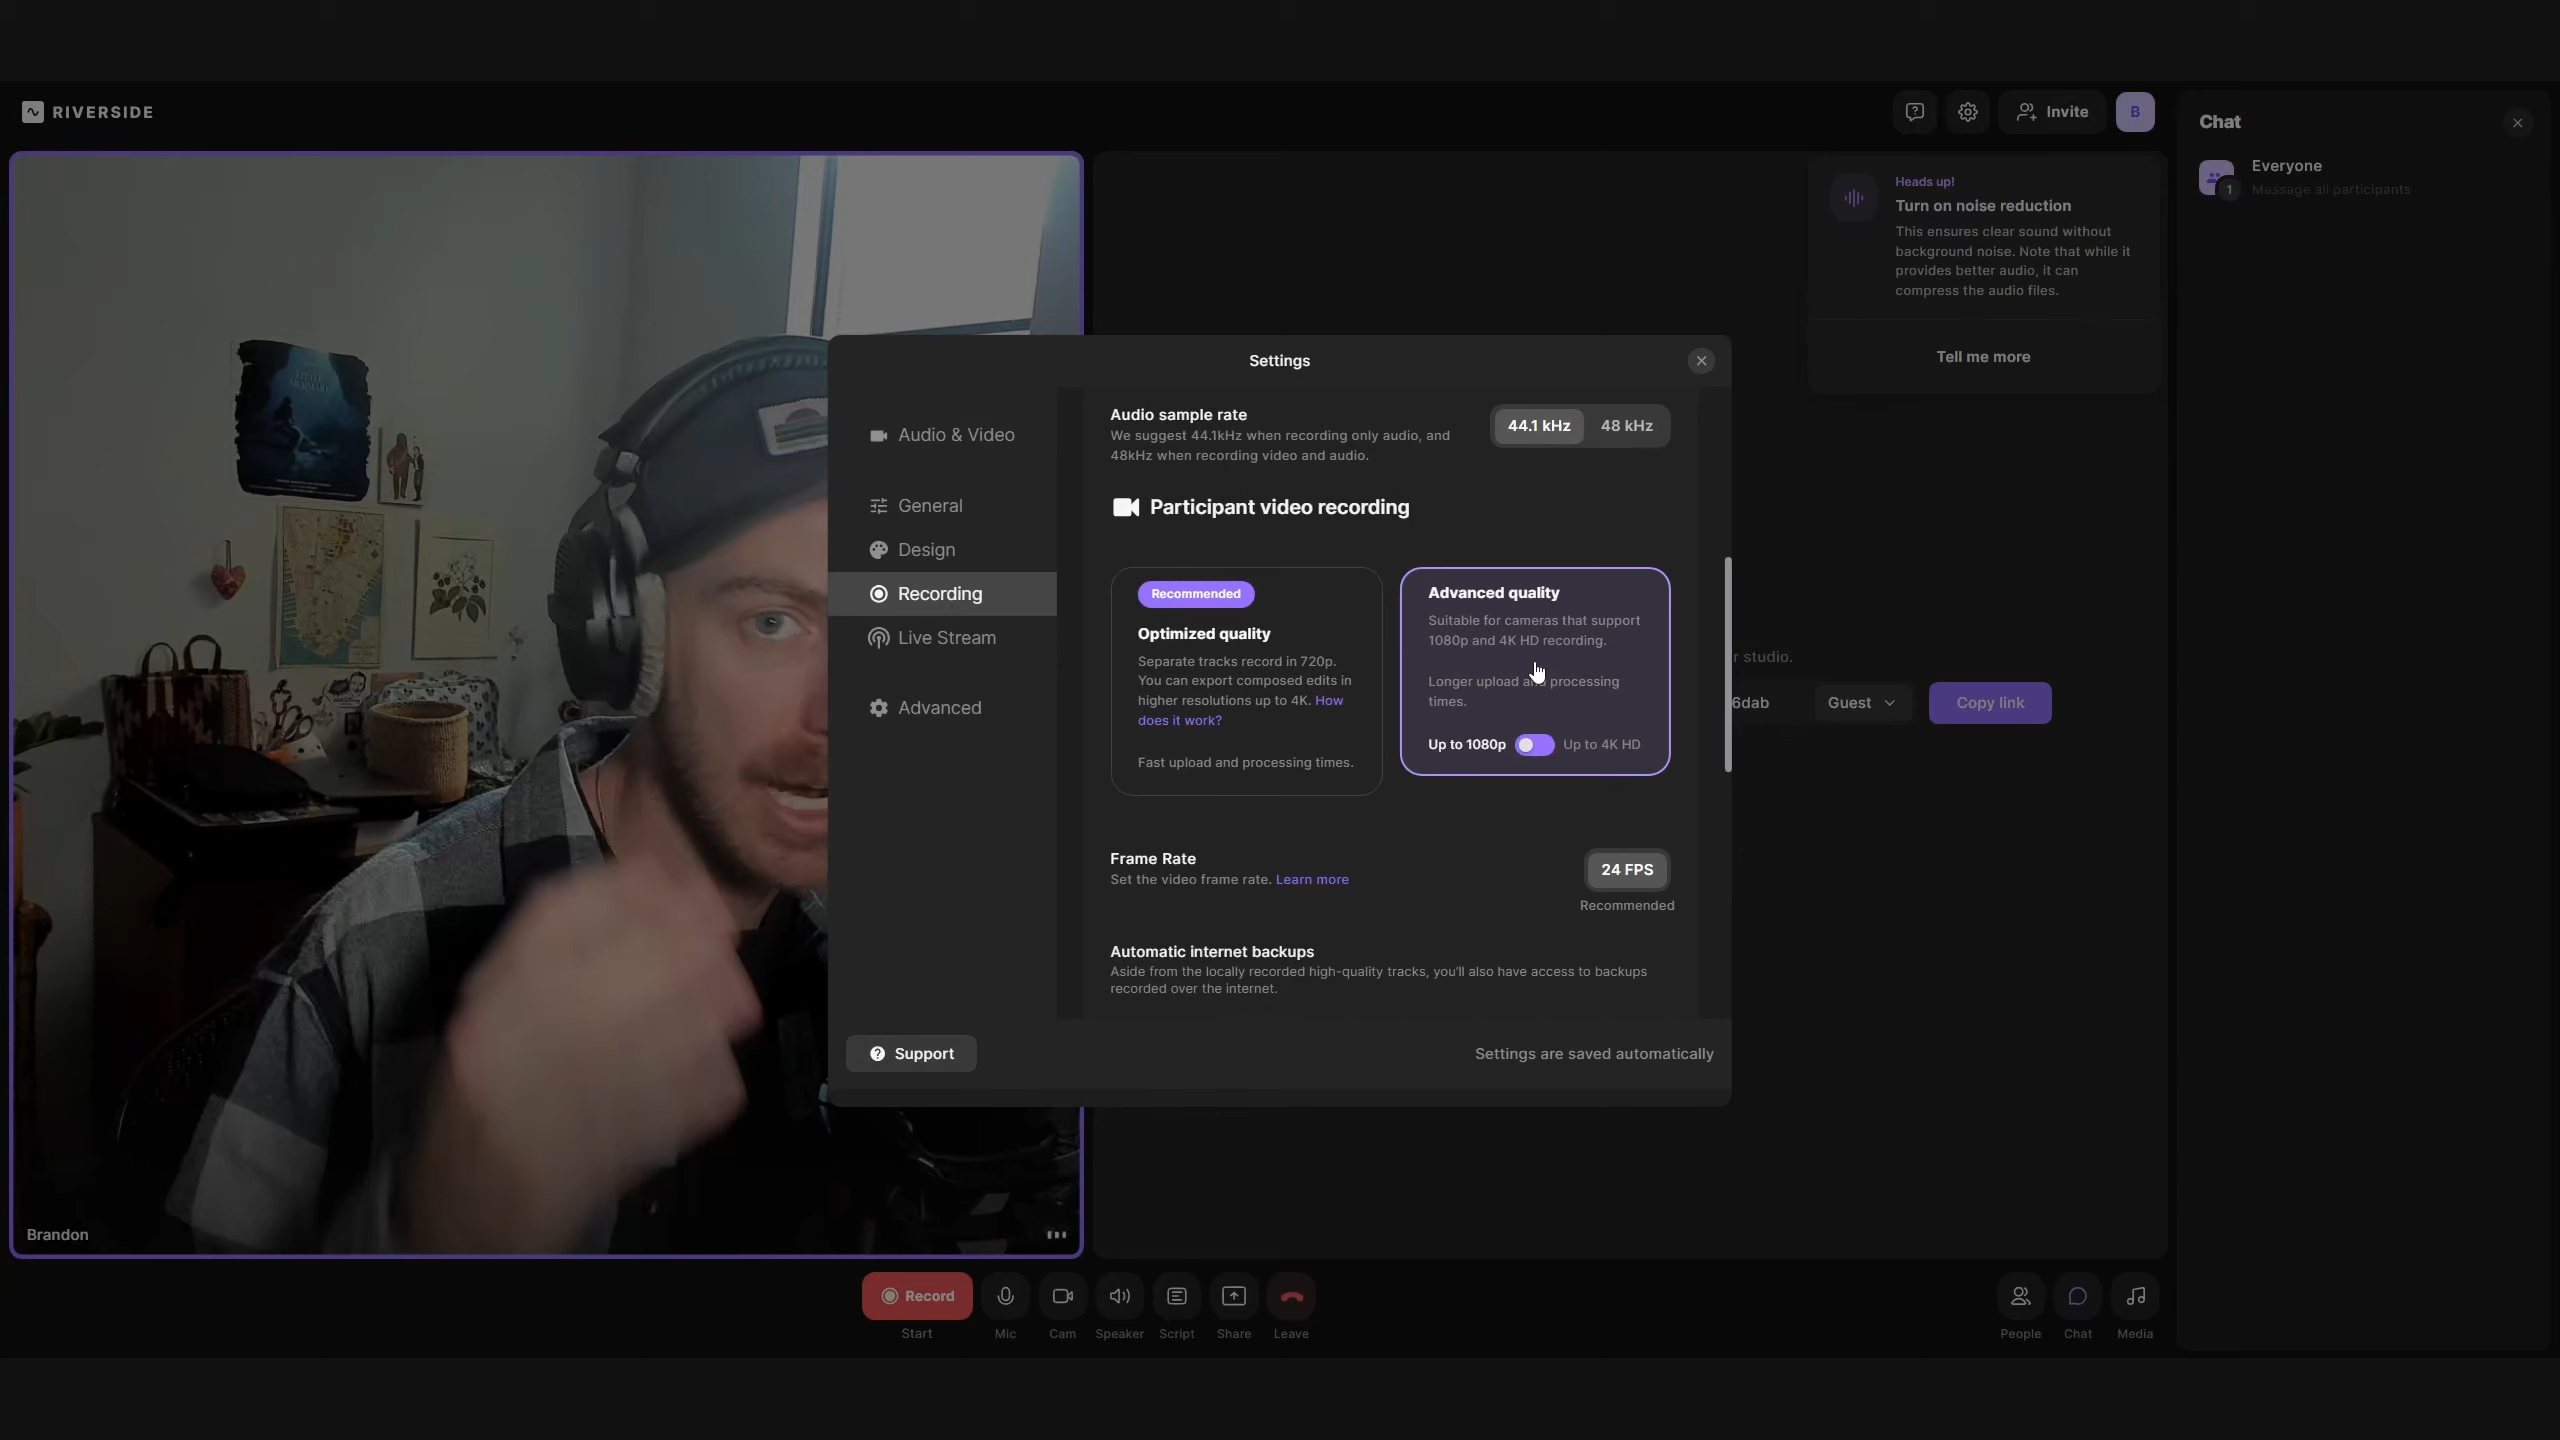 RIVERSIDE
Invite
B
Chat
Everyone
1
Message all participants
Heads up!
Turn on noise reduction
This ensures clear sound without
background noise. Note that while it
provides better audio, it can
compress the audio files.
Tell me more
Settings
Audio & Video
General
Design
Recording
Live Stream
Advanced
Audio sample rate
We suggest 44.1kHz when recording only audio, and
48kHz when recording video and audio.
44.1 kHz
48 kHz
Participant video recording
Recommended
Optimized quality
Separate tracks record in 720p.
You can export composed edits in
higher resolutions up to 4K. How
does it work?
Fast upload and processing times.
Advanced quality
Suitable for cameras that support
1080p and 4K HD recording.
Longer upload and processing
times.
Up to 1080p
Up to 4K HD
Frame Rate
Set the video frame rate. Learn more
24 FPS
Recommended
Automatic internet backups
Aside from the locally recorded high-quality tracks, you'll also have access to backups
recorded over the internet.
Support
Settings are saved automatically
r studio.
6dab
Guest
Copy link
Brandon
Record
Start
Mic
Cam
Speaker
Script
Share
Leave
People
Chat
Media